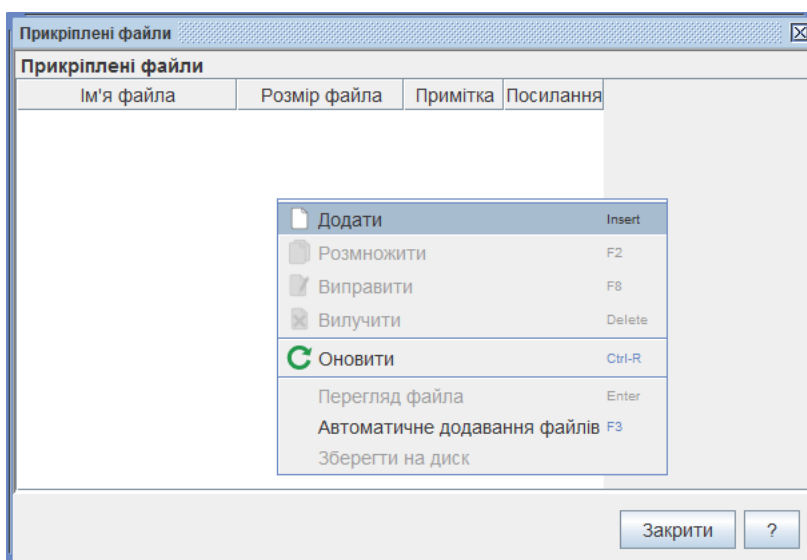 Прикріплені файли
Прикріплені файли
Ім'я файла Розмір файла Примітка Посилання
Додати Insert
Розмножити F2
Виправити F8
Вилучити Delete
Оновити Ctrl-R
Перегляд файла Enter
Автоматичне додавання файлів F3
Зберегти на диск
Закрити ?